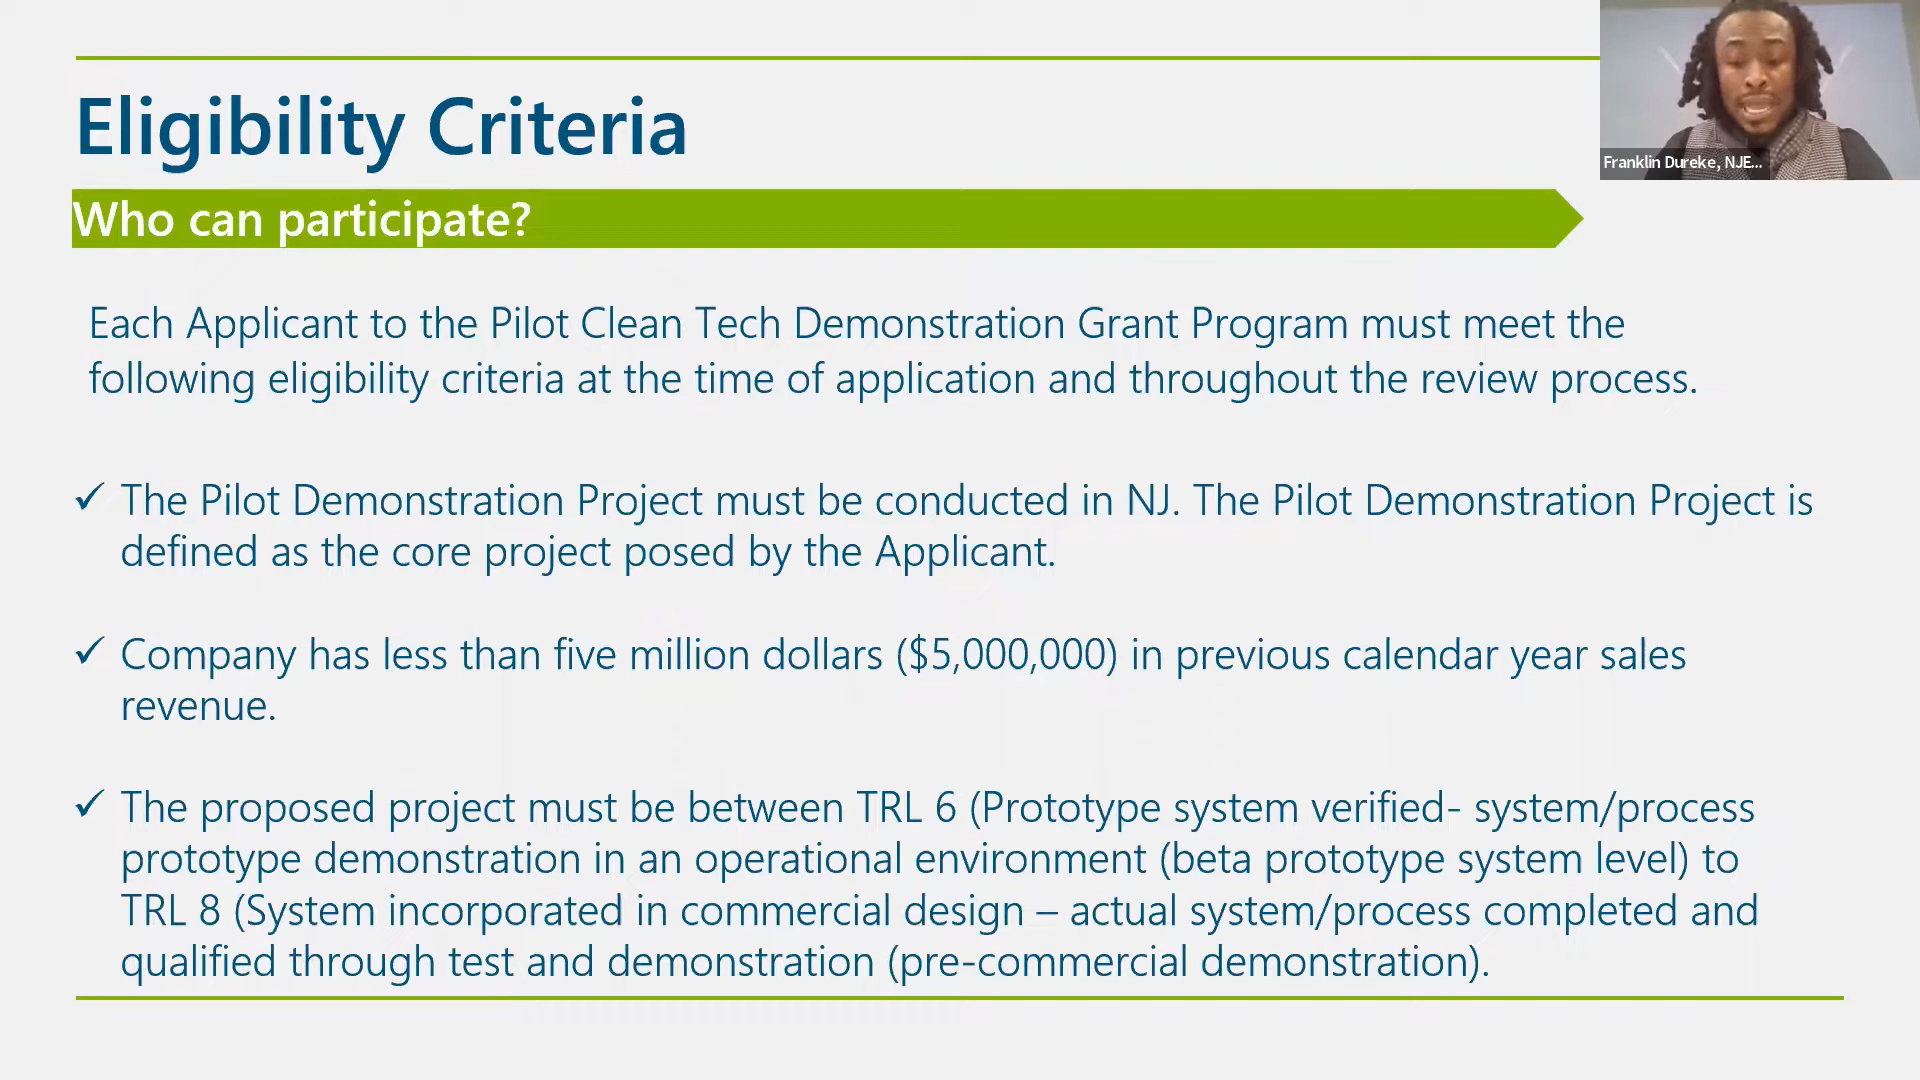 Eligibility Criteria
Franklin Dureke, NJE...
Who can participate?
Each Applicant to the Pilot Clean Tech Demonstration Grant Program must meet the
following eligibility criteria at the time of application and throughout the review process.
✓ The Pilot Demonstration Project must be conducted in NJ. The Pilot Demonstration Project is
defined as the core project posed by the Applicant.
✓ Company has less than five million dollars ($5,000,000) in previous calendar year sales
revenue.
✓ The proposed project must be between TRL 6 (Prototype system verified- system/process
prototype demonstration in an operational environment (beta prototype system level) to
TRL 8 (System incorporated in commercial design – actual system/process completed and
qualified through test and demonstration (pre-commercial demonstration).